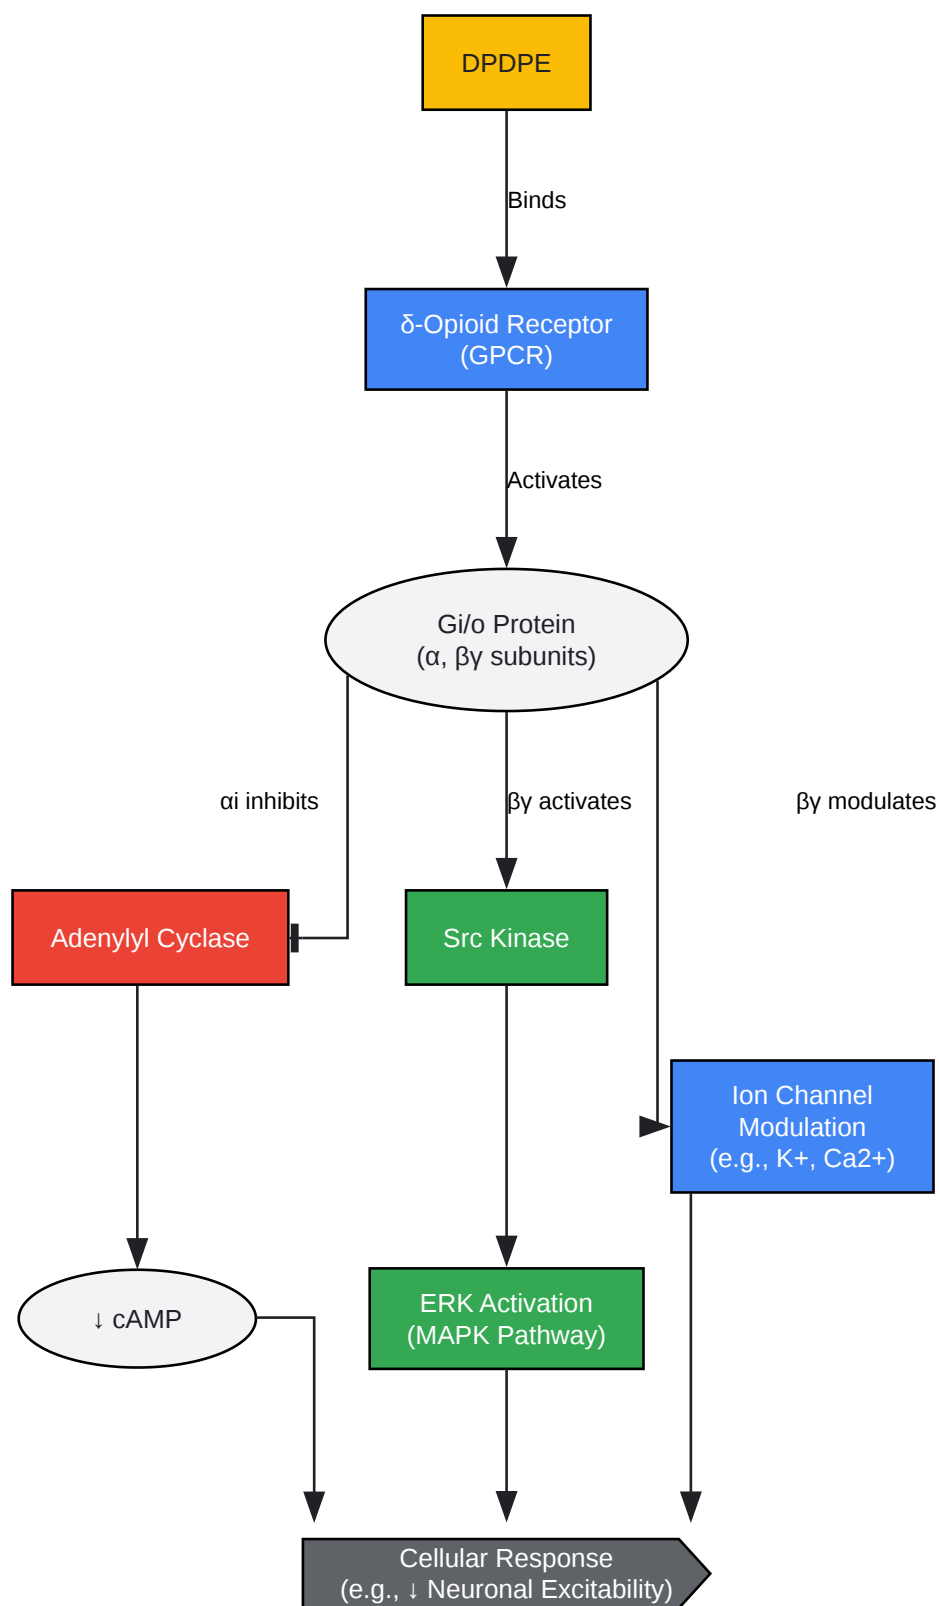 DPDPE
Binds
δ-Opioid Receptor
(GPCR)
Activates
Gi/o Protein
(α, βγ subunits)
αi inhibits
βγ activates
βγ modulates
Adenylyl Cyclase
Src Kinase
Ion Channel
Modulation
(e.g., K+, Ca2+)
↓ cAMP
ERK Activation
(MAPK Pathway)
Cellular Response
(e.g., ↓ Neuronal Excitability)